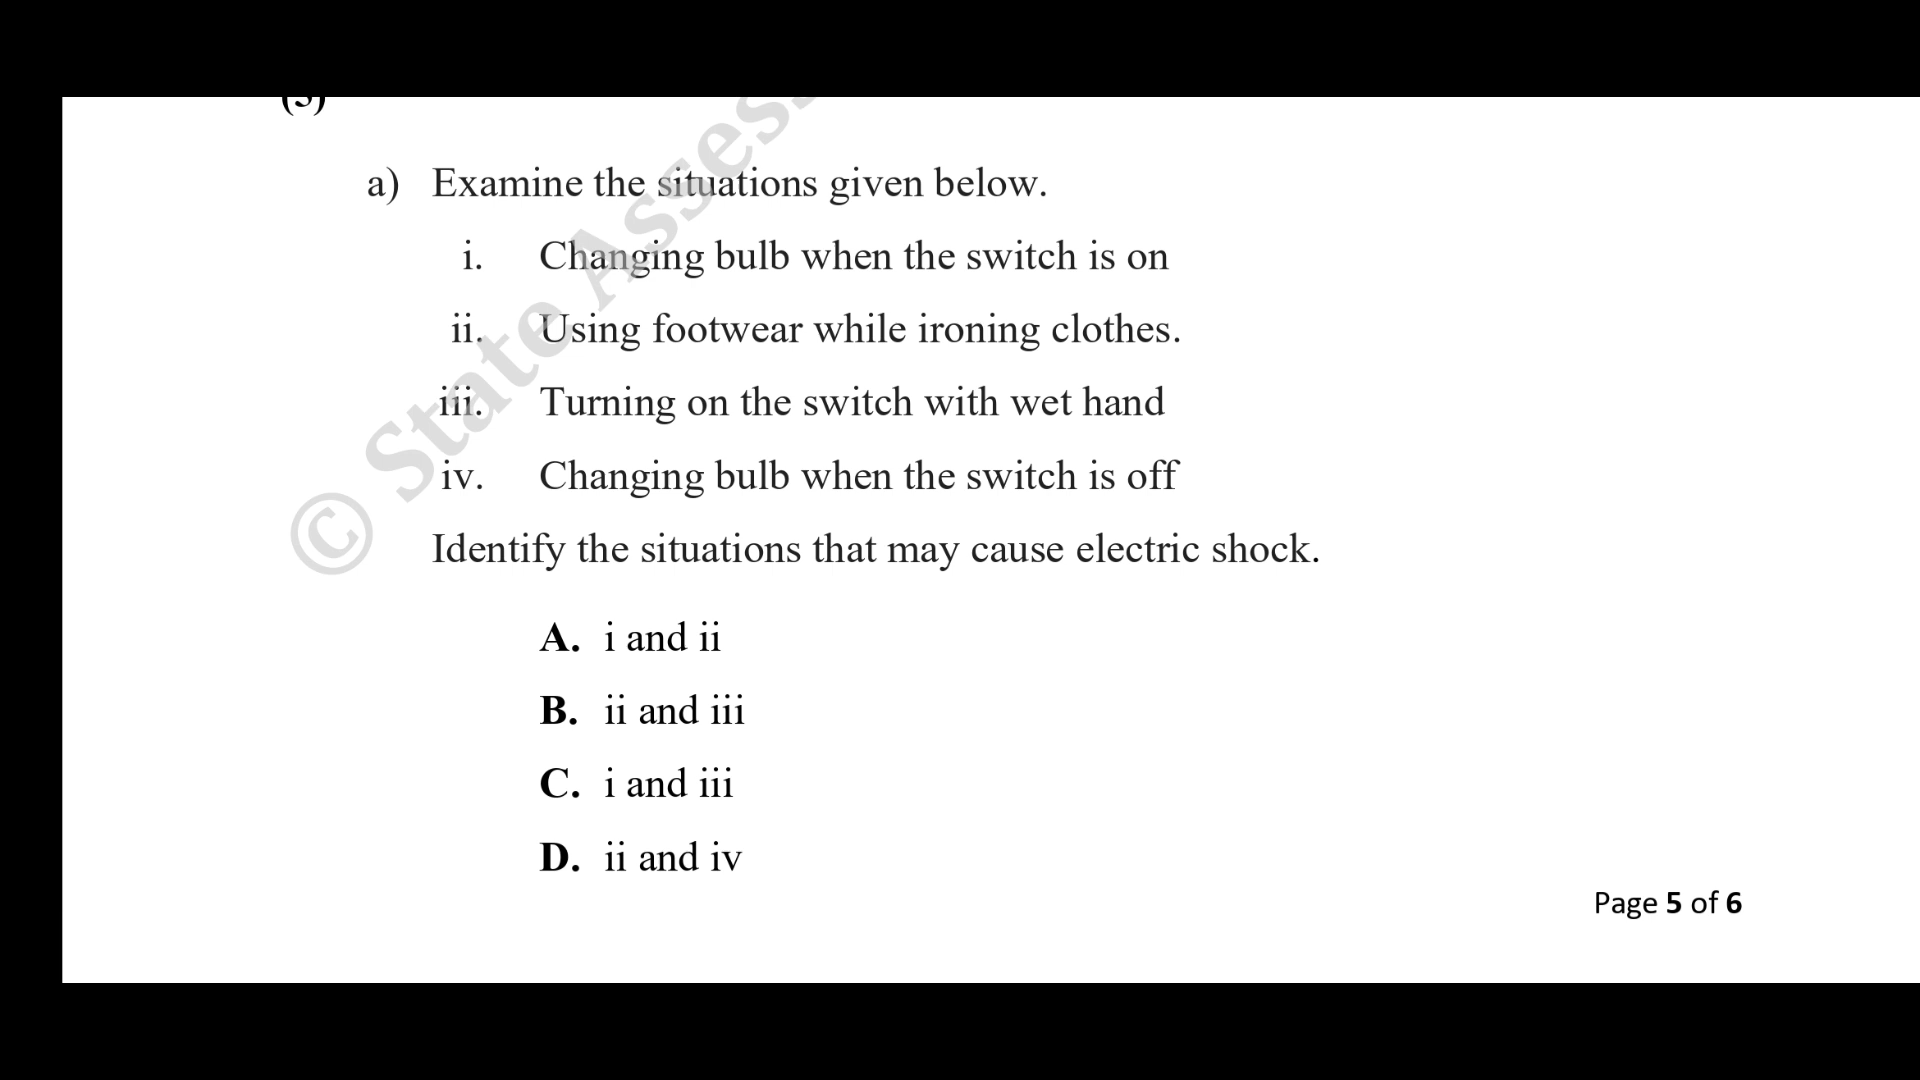 a) Examine the situations given below.
i. Changing bulb when the switch is on
ii. Using footwear while ironing clothes.
iii. Turning on the switch with wet hand
iv. Changing bulb when the switch is off
Identify the situations that may cause electric shock.
A. i and ii
B. ii and iii
C. i and iii
D. ii and iv
Page 5 of 6
© State Asses